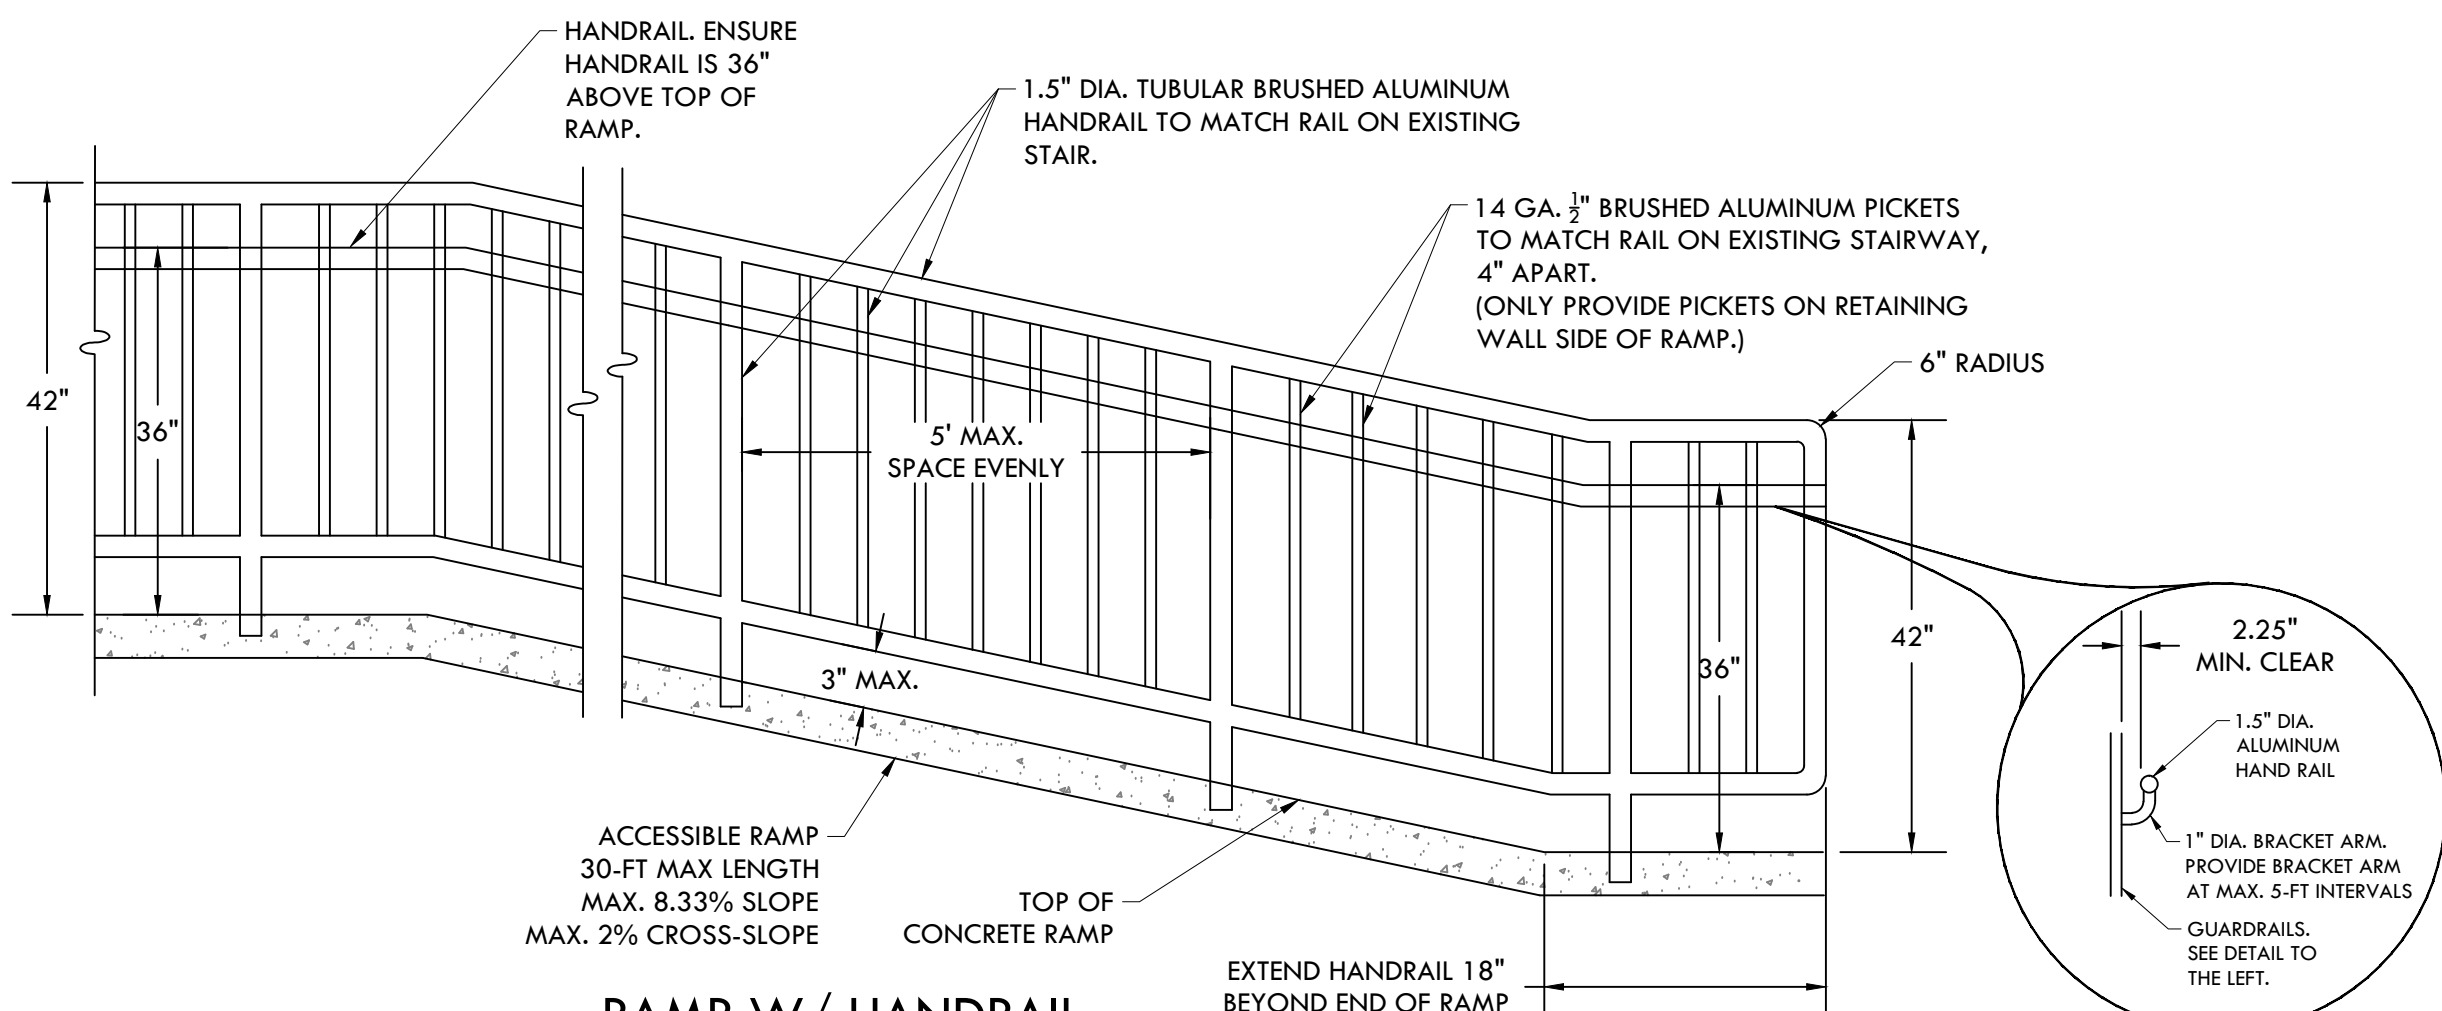 HANDRAIL. ENSURE
HANDRAIL IS 36"
ABOVE TOP OF
RAMP.
1.5" DIA. TUBULAR BRUSHED ALUMINUM
HANDRAIL TO MATCH RAIL ON EXISTING
STAIR.
14 GA. 1/2" BRUSHED ALUMINUM PICKETS
TO MATCH RAIL ON EXISTING STAIRWAY,
4" APART.
(ONLY PROVIDE PICKETS ON RETAINING
WALL SIDE OF RAMP.)
6" RADIUS
42"
36"
5' MAX.
SPACE EVENLY
3" MAX.
36"
42"
2.25"
MIN. CLEAR
1.5" DIA.
ALUMINUM
HAND RAIL
1" DIA. BRACKET ARM.
PROVIDE BRACKET ARM
AT MAX. 5-FT INTERVALS
GUARDRAILS.
SEE DETAIL TO
THE LEFT.
ACCESSIBLE RAMP
30-FT MAX LENGTH
MAX. 8.33% SLOPE
MAX. 2% CROSS-SLOPE
TOP OF
CONCRETE RAMP
EXTEND HANDRAIL 18"
BEYOND END OF RAMP
RAMP W/ HANDRAIL